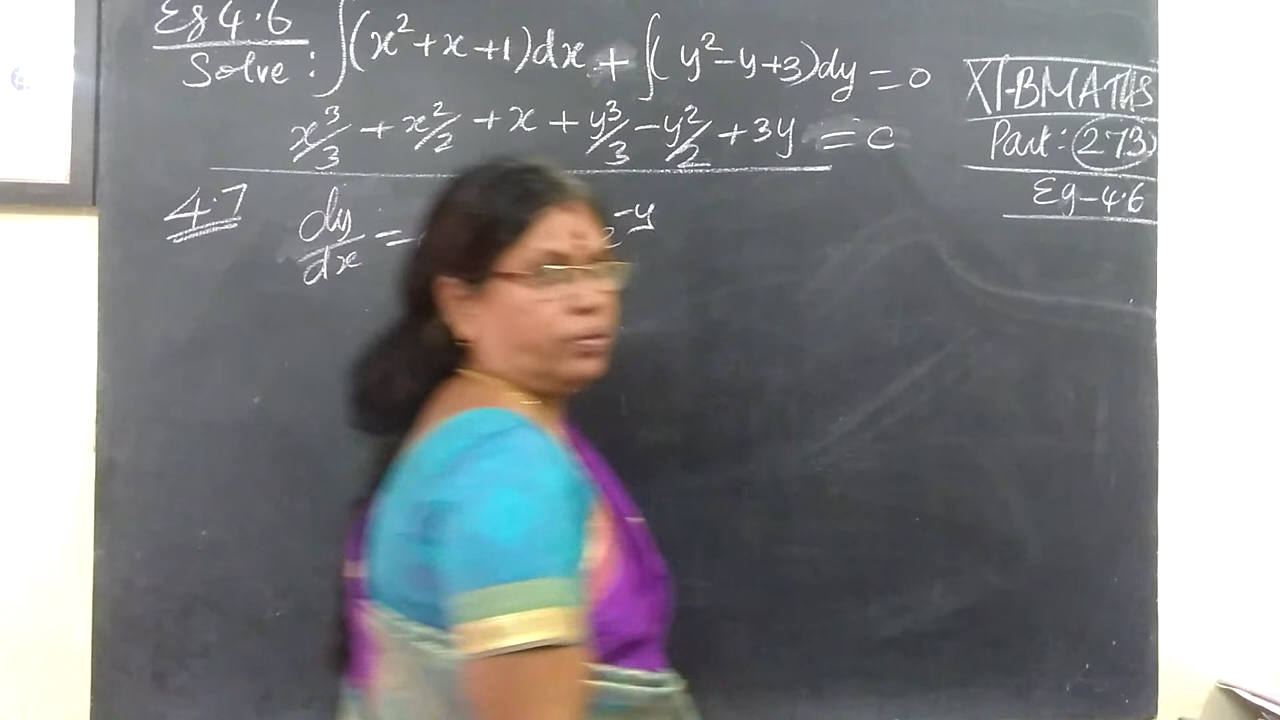 Eg 4.6
Solve : ∫(x²+x+1)dx + ∫(y²-y+3)dy = 0
x³/3 + x²/2 + x + y³/3 - y²/2 + 3y = c
4.7 dy/dx = e^-y
XI-BMATHS
Part: 273
Eg-4.6